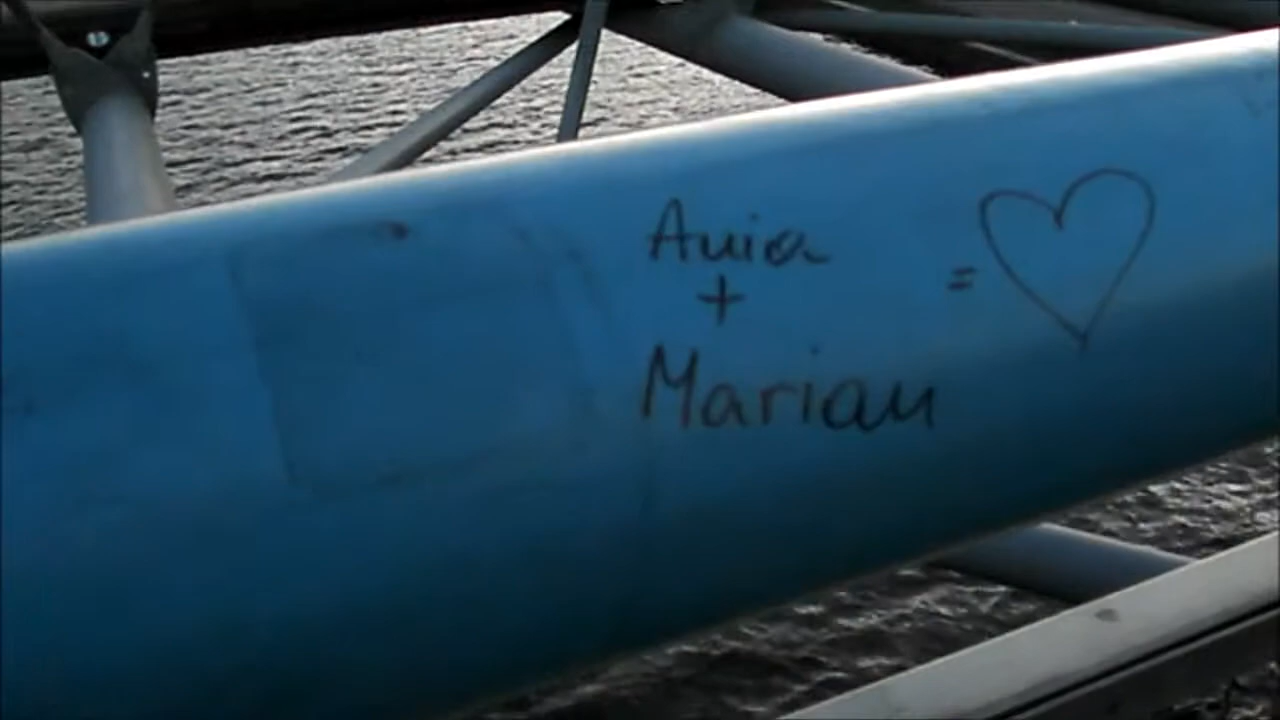 Ania
+
Marian = ♡